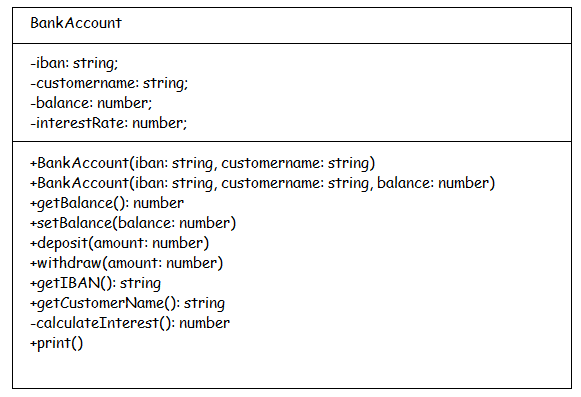 BankAccount
-iban: string;
-customername: string;
-balance: number;
-interestRate: number;
+BankAccount(iban: string, customername: string)
+BankAccount(iban: string, customername: string, balance: number)
+getBalance(): number
+setBalance(balance: number)
+deposit(amount: number)
+withdraw(amount: number)
+getIBAN(): string
+getCustomerName(): string
-calculateInterest(): number
+print()